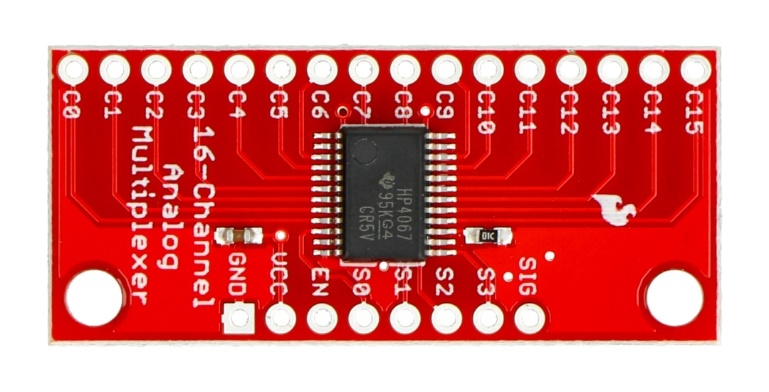 C0
C1
C2
C3
C4
C5
C6
C7
C8
C9
C10
C11
C12
C13
C14
C15
16-Channel
Analog
Multiplexer
HP4067
95KG4
CR5V
01C
GND
VCC
EN
S0
S1
S2
S3
SIG